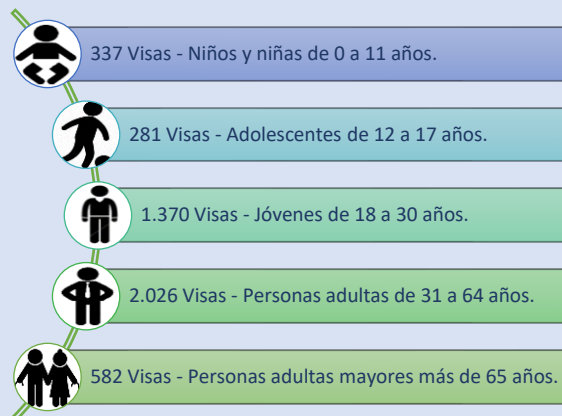 337 Visas - Niños y niñas de 0 a 11 años.
281 Visas - Adolescentes de 12 a 17 años.
1.370 Visas - Jóvenes de 18 a 30 años.
2.026 Visas - Personas adultas de 31 a 64 años.
582 Visas - Personas adultas mayores más de 65 años.